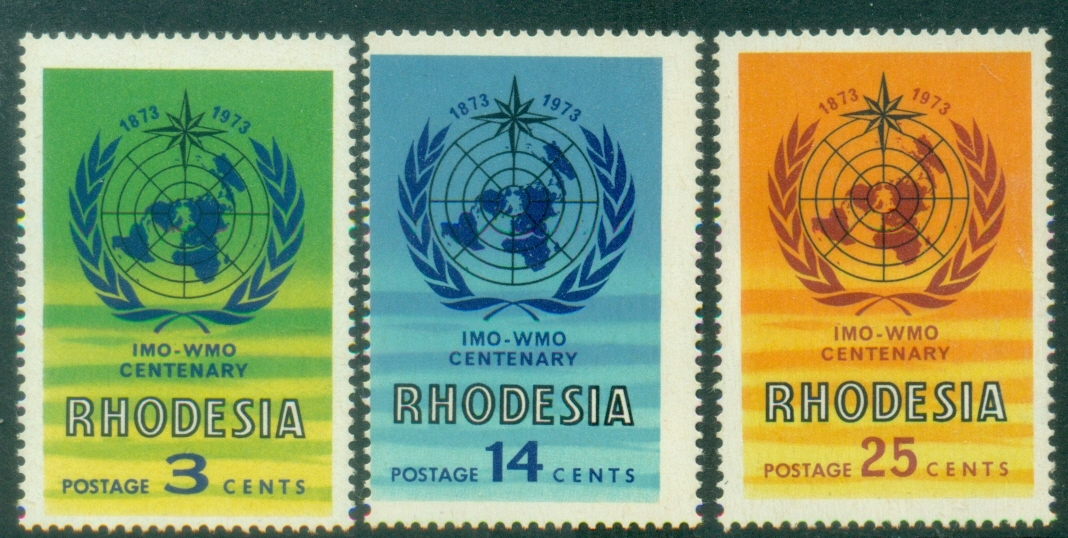 1873 1973
IMO-WMO
CENTENARY
RHODESIA
POSTAGE 3 CENTS
1873 1973
IMO-WMO
CENTENARY
RHODESIA
POSTAGE 14 CENTS
1873 1973
IMO-WMO
CENTENARY
RHODESIA
POSTAGE 25 CENTS